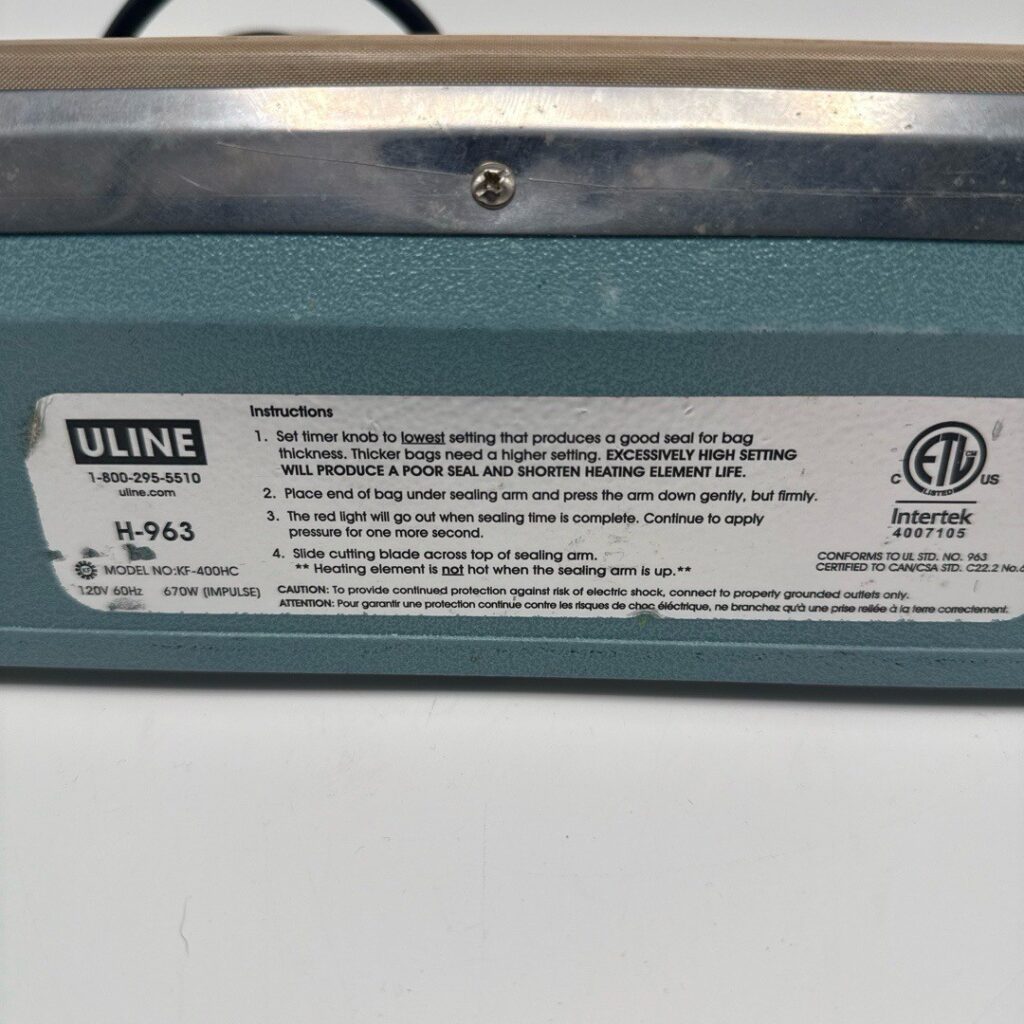 ULINE
1-800-295-5510
uline.com
H-963
MODEL NO:KF-400HC
120V 60Hz 670W (IMPULSE)
Instructions
1. Set timer knob to lowest setting that produces a good seal for bag
thickness. Thicker bags need a higher setting. EXCESSIVELY HIGH SETTING
WILL PRODUCE A POOR SEAL AND SHORTEN HEATING ELEMENT LIFE.
2. Place end of bag under sealing arm and press the arm down gently, but firmly.
3. The red light will go out when sealing time is complete. Continue to apply
pressure for one more second.
4. Slide cutting blade across top of sealing arm.
** Heating element is not hot when the sealing arm is up.**
CAUTION: To provide continued protection against risk of electric shock, connect to properly grounded outlets only.
ATTENTION: Pour garantir une protection continue contre les risques de choc électrique, ne branchez qu'à une prise reliée à la terre correctement.
ETL CM
LISTED
C US
Intertek
4007105
CONFORMS TO UL STD. NO. 963
CERTIFIED TO CAN/CSA STD. C22.2 No.